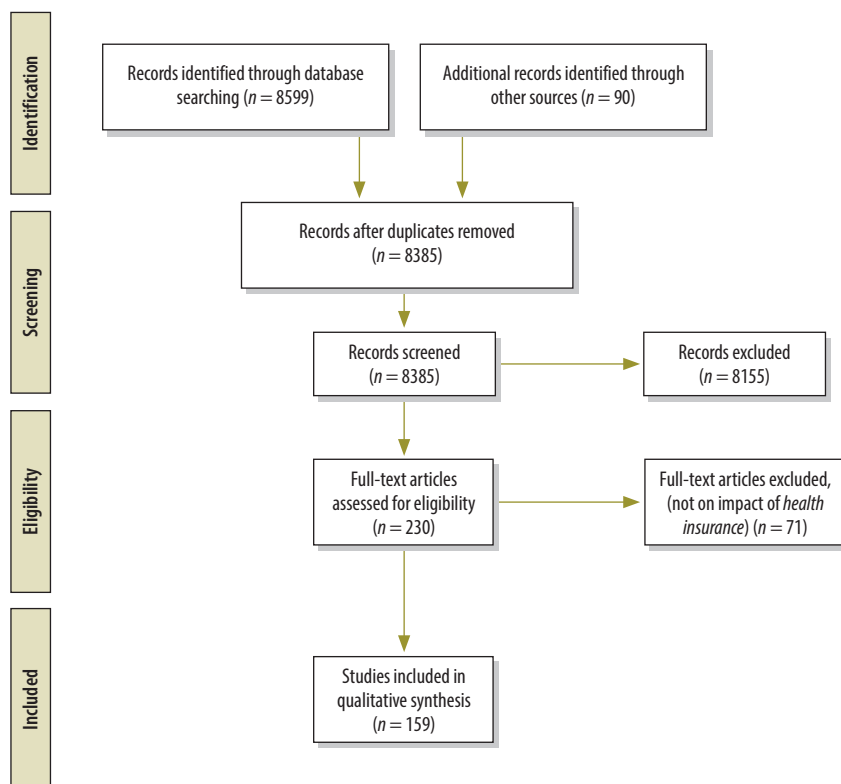 Identification
Records identified through database
searching (n = 8599)
Additional records identified through
other sources (n = 90)
Screening
Records after duplicates removed
(n = 8385)
Records screened
(n = 8385)
Records excluded
(n = 8155)
Eligibility
Full-text articles
assessed for eligibility
(n = 230)
Full-text articles excluded,
(not on impact of health
insurance) (n = 71)
Included
Studies included in
qualitative synthesis
(n = 159)